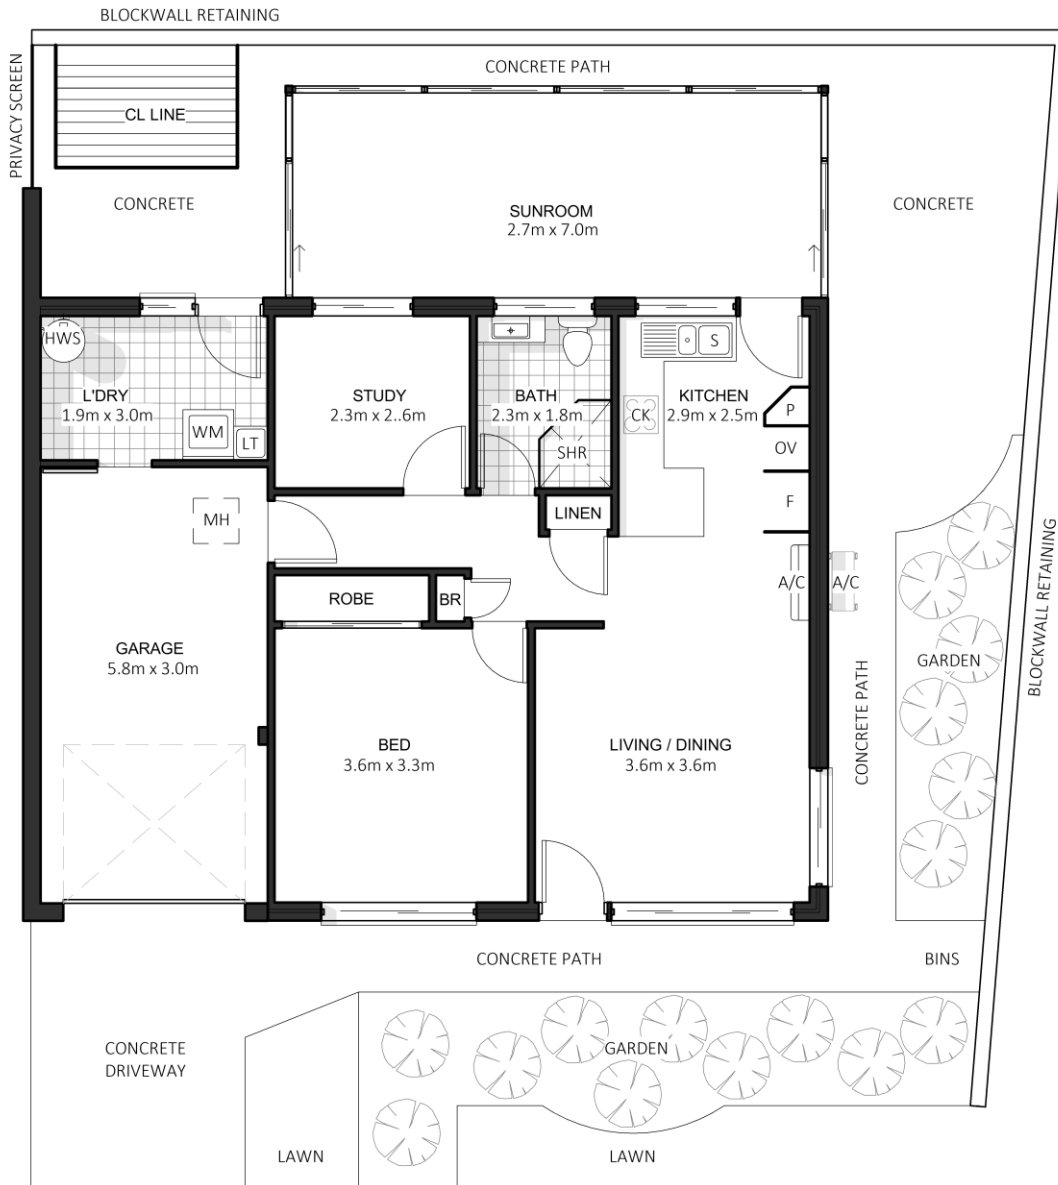 BLOCKWALL RETAINING
PRIVACY SCREEN
CONCRETE PATH
CL LINE
CONCRETE
SUNROOM
2.7m x 7.0m
CONCRETE
HWS
L'DRY
1.9m x 3.0m
WM
LT
STUDY
2.3m x 2..6m
BATH
2.3m x 1.8m
SHR
S
CK
KITCHEN
2.9m x 2.5m
P
OV
F
MH
LINEN
A/C
A/C
BLOCKWALL RETAINING
ROBE
BR
GARAGE
5.8m x 3.0m
GARDEN
CONCRETE PATH
BED
3.6m x 3.3m
LIVING / DINING
3.6m x 3.6m
CONCRETE PATH
BINS
CONCRETE
DRIVEWAY
GARDEN
LAWN
LAWN